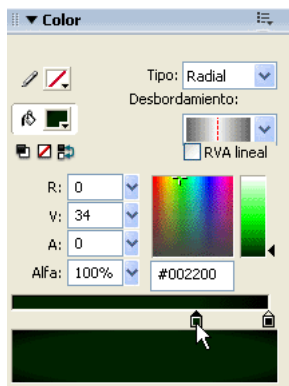 Color
Tipo: Radial
Desbordamiento:
RVA lineal
R: 0
V: 34
A: 0
Alfa: 100% #002200